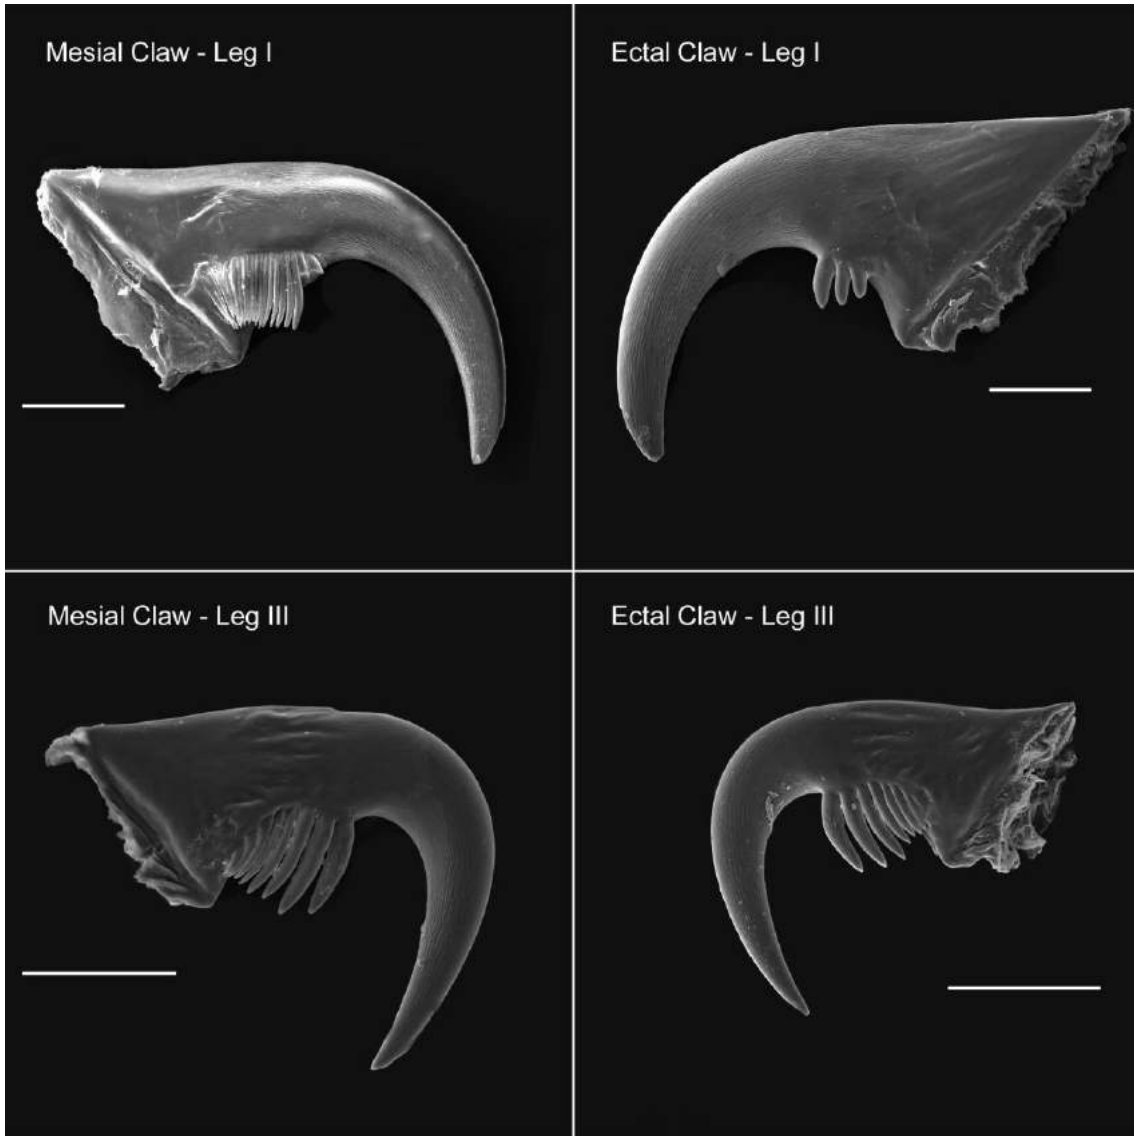 Mesial Claw - Leg I
Ectal Claw - Leg I
Mesial Claw - Leg III
Ectal Claw - Leg III